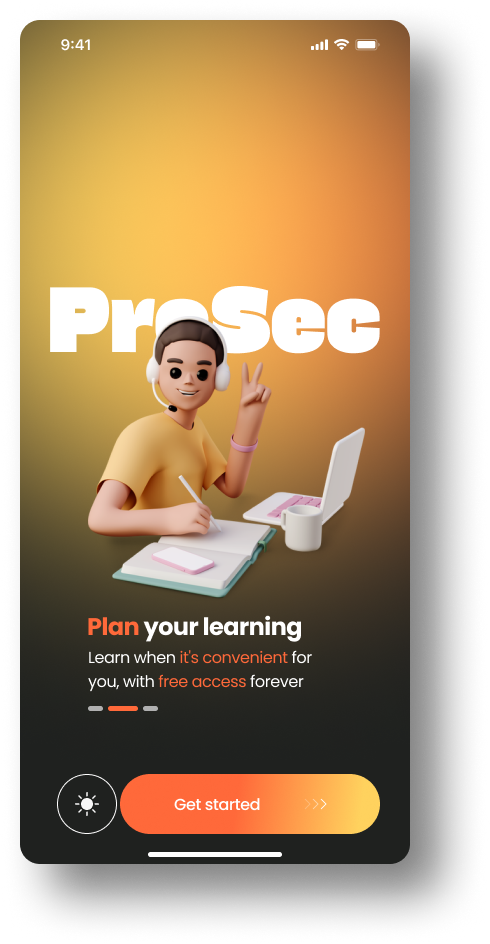 9:41
ProSec
Plan your learning
Learn when it's convenient for
you, with free access forever
Get started